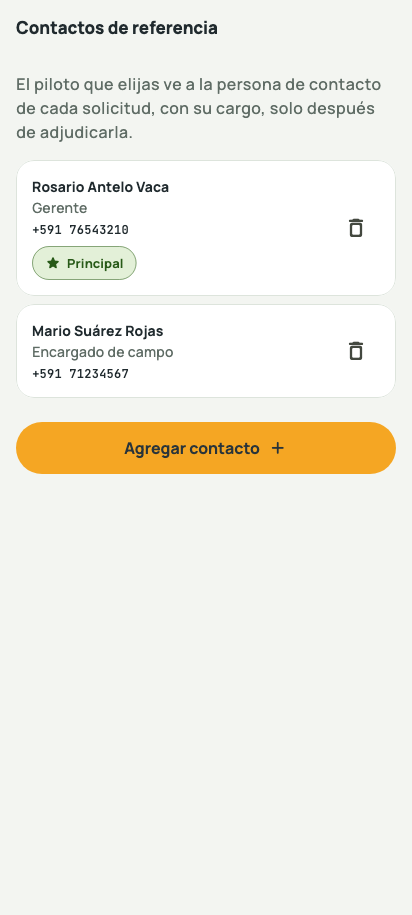 Contactos de referencia
El piloto que elijas ve a la persona de contacto
de cada solicitud, con su cargo, solo después
de adjudicarla.
Rosario Antelo Vaca
Gerente
+591 76543210
Principal
Mario Suárez Rojas
Encargado de campo
+591 71234567
Agregar contacto +